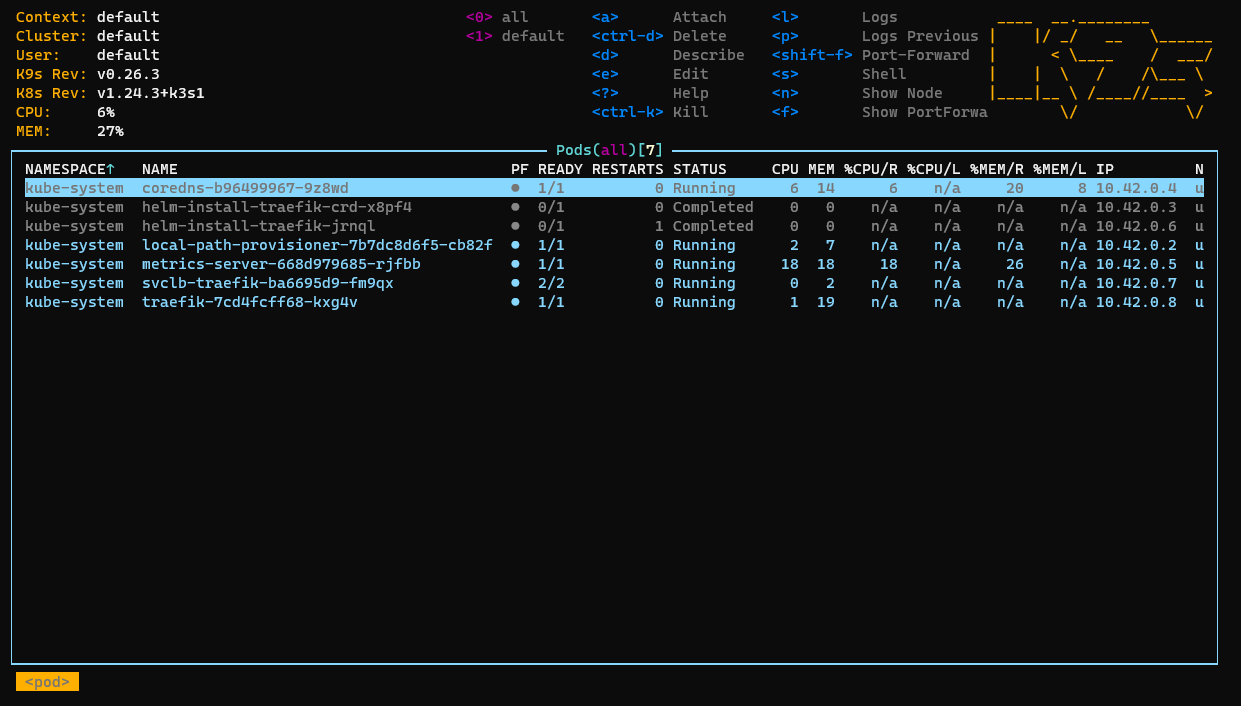 Context: default <0> all <a> Attach <l> Logs
Cluster: default <1> default <ctrl-d> Delete <p> Logs Previous
User: default <d> Describe <shift-f> Port-Forward
K9s Rev: v0.26.3 <e> Edit <s> Shell
K8s Rev: v1.24.3+k3s1 <?> Help <n> Show Node
CPU: 6% <ctrl-k> Kill <f> Show PortForwa
MEM: 27%
Pods(all)[7]
NAMESPACE↑ NAME PF READY RESTARTS STATUS CPU MEM %CPU/R %CPU/L %MEM/R %MEM/L IP N
kube-system coredns-b96499967-9z8wd ● 1/1 0 Running 6 14 6 n/a 20 8 10.42.0.4 u
kube-system helm-install-traefik-crd-x8pf4 ● 0/1 0 Completed 0 0 n/a n/a n/a n/a 10.42.0.3 u
kube-system helm-install-traefik-jrnql ● 0/1 1 Completed 0 0 n/a n/a n/a n/a 10.42.0.6 u
kube-system local-path-provisioner-7b7dc8d6f5-cb82f ● 1/1 0 Running 2 7 n/a n/a n/a n/a 10.42.0.2 u
kube-system metrics-server-668d979685-rjfbb ● 1/1 0 Running 18 18 18 n/a 26 n/a 10.42.0.5 u
kube-system svclb-traefik-ba6695d9-fm9qx ● 2/2 0 Running 0 2 n/a n/a n/a n/a 10.42.0.7 u
kube-system traefik-7cd4fcff68-kxg4v ● 1/1 0 Running 1 19 n/a n/a n/a n/a 10.42.0.8 u
<pod>